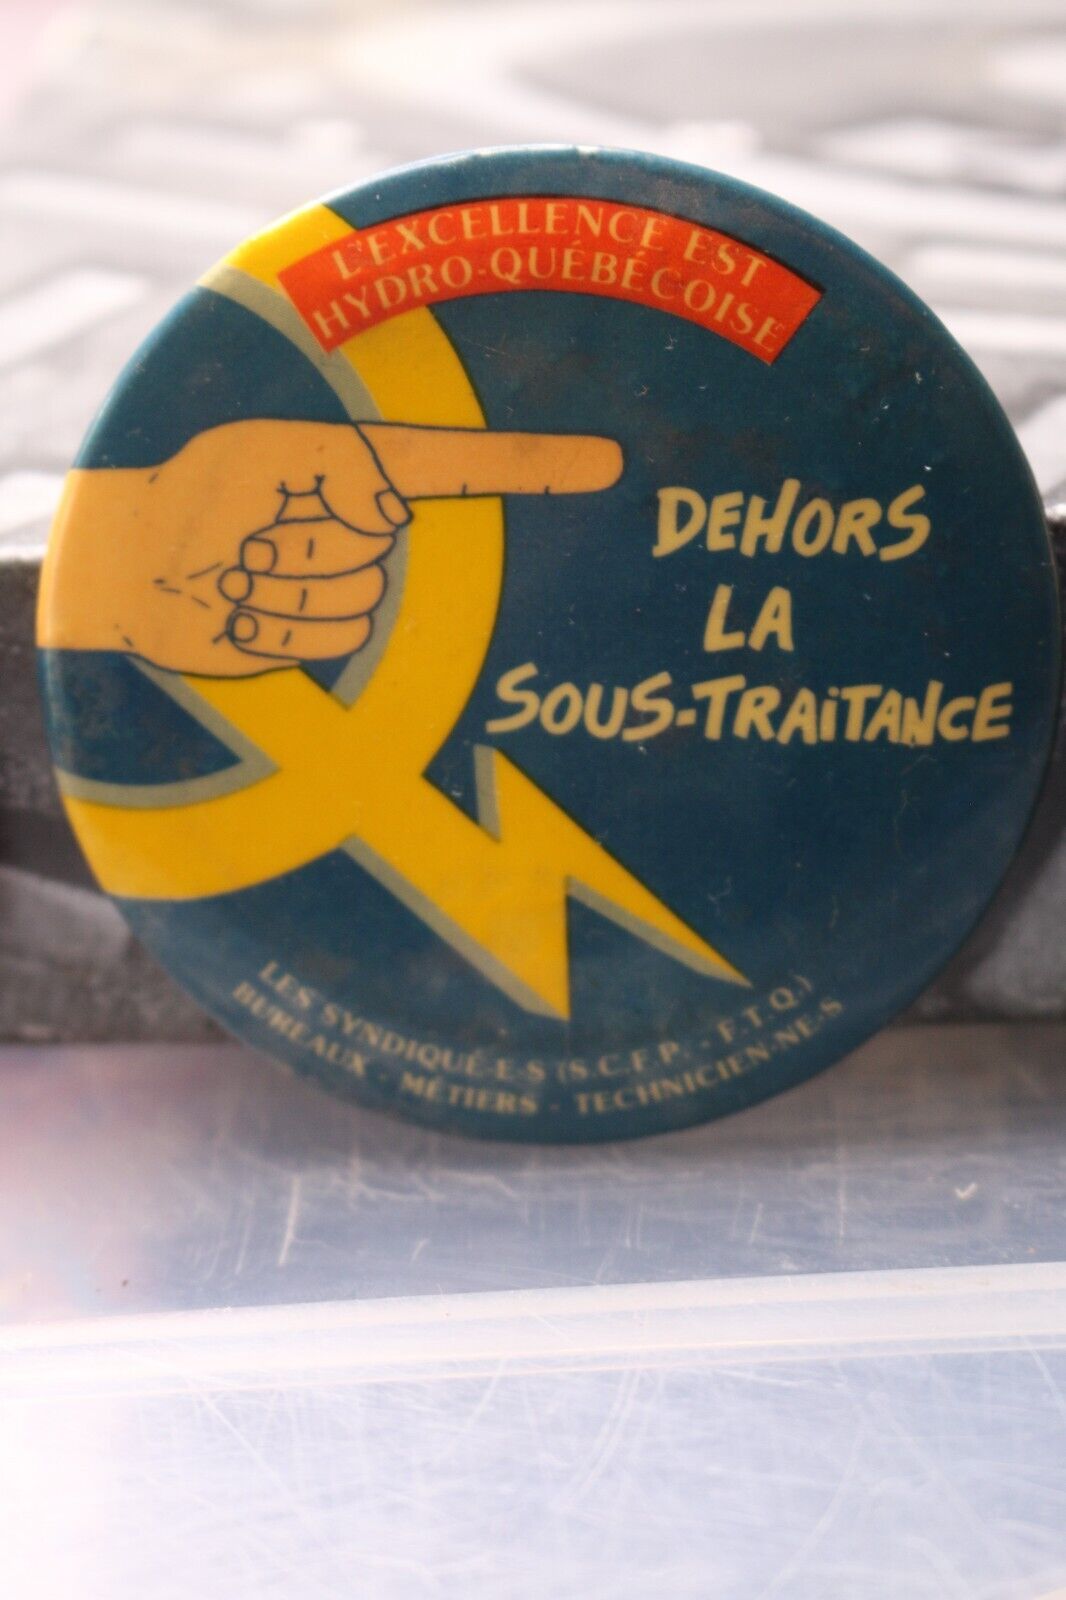 L'EXCELLENCE EST
HYDRO-QUÉBÉCOISE
DEHORS
LA
SOUS-TRAiTANCE
LES SYNDIQUÉ-E-S (S.C.F.P. - F.T.Q.)
BUREAUX - MÉTIERS - TECHNICIEN-NE-S